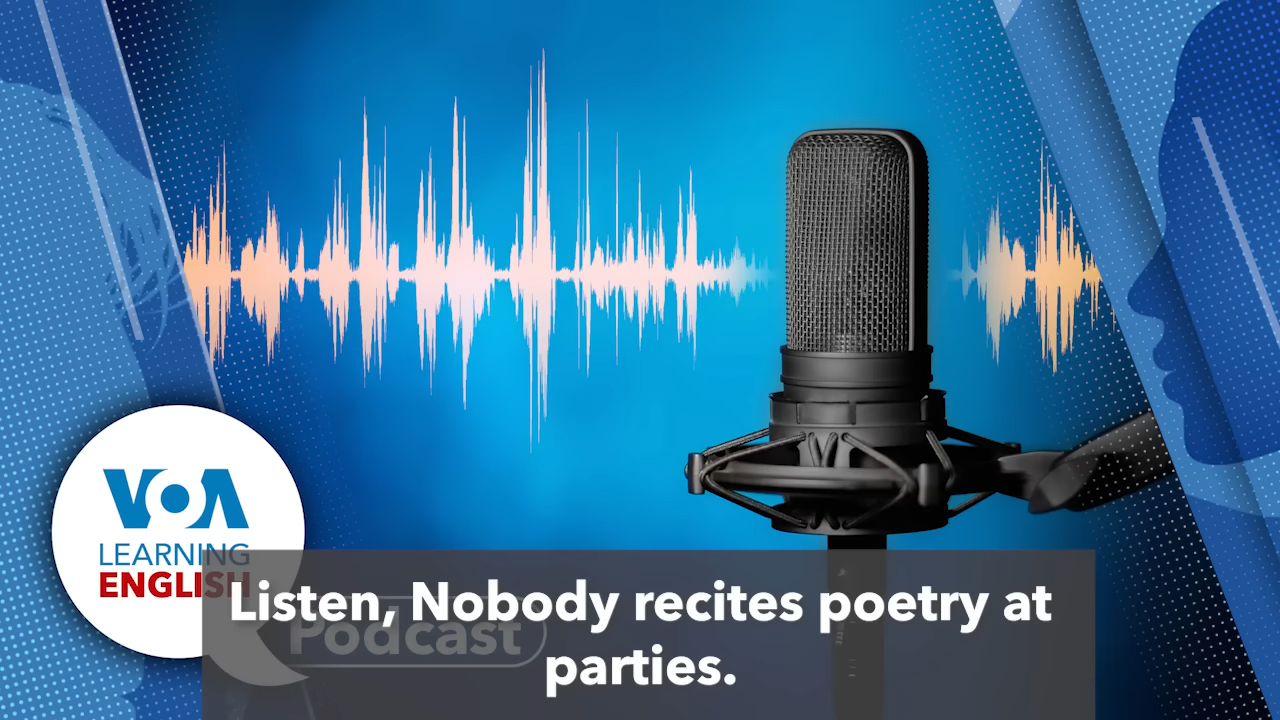 VOA
LEARNING
ENGLISH
Podcast
Listen, Nobody recites poetry at
parties.